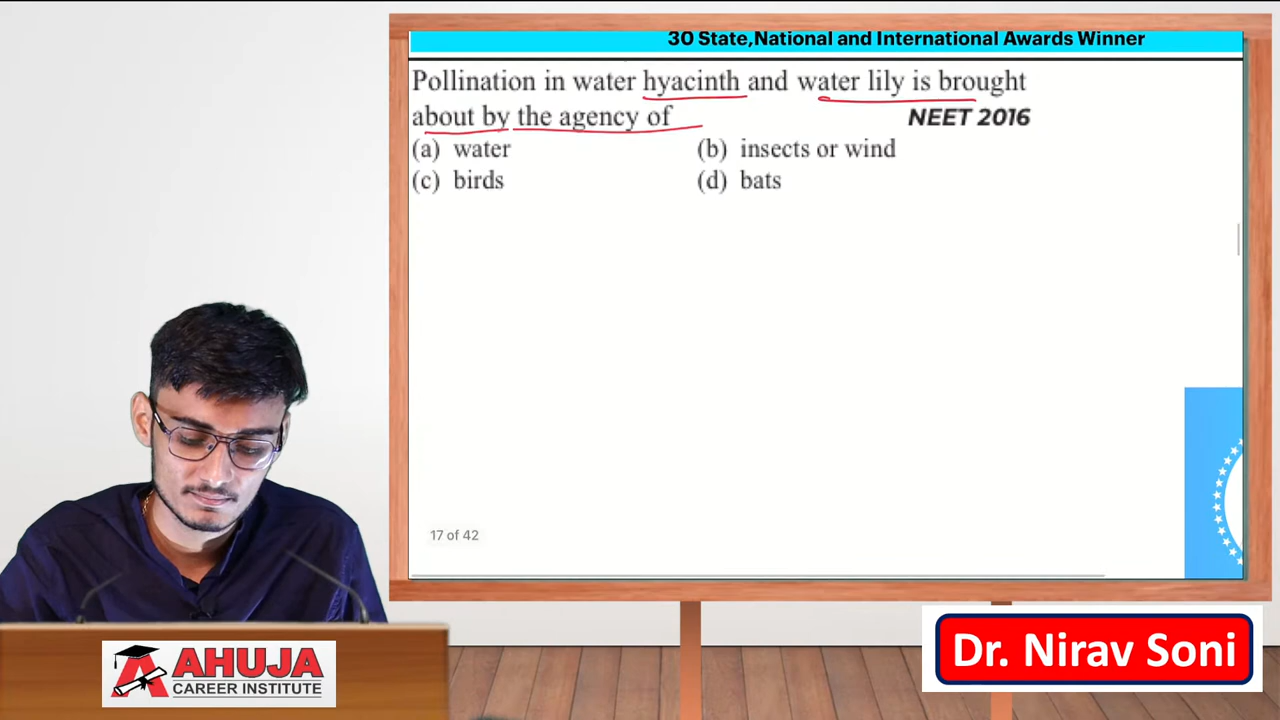 30 State,National and International Awards Winner
Pollination in water hyacinth and water lily is brought
about by the agency of NEET 2016
(a) water (b) insects or wind
(c) birds (d) bats
17 of 42
AHUJA
CAREER INSTITUTE
Dr. Nirav Soni